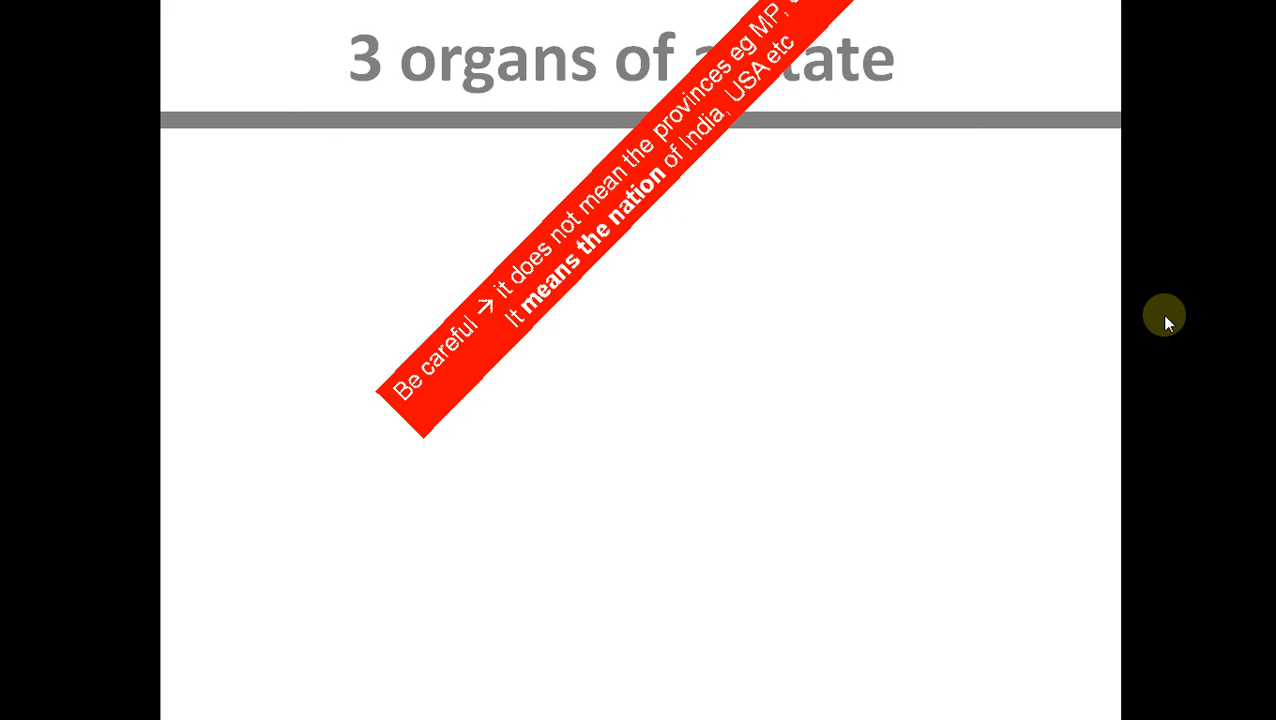 3 organs of a state
Be careful → it does not mean the provinces eg MP,
It means the nation of India, USA etc